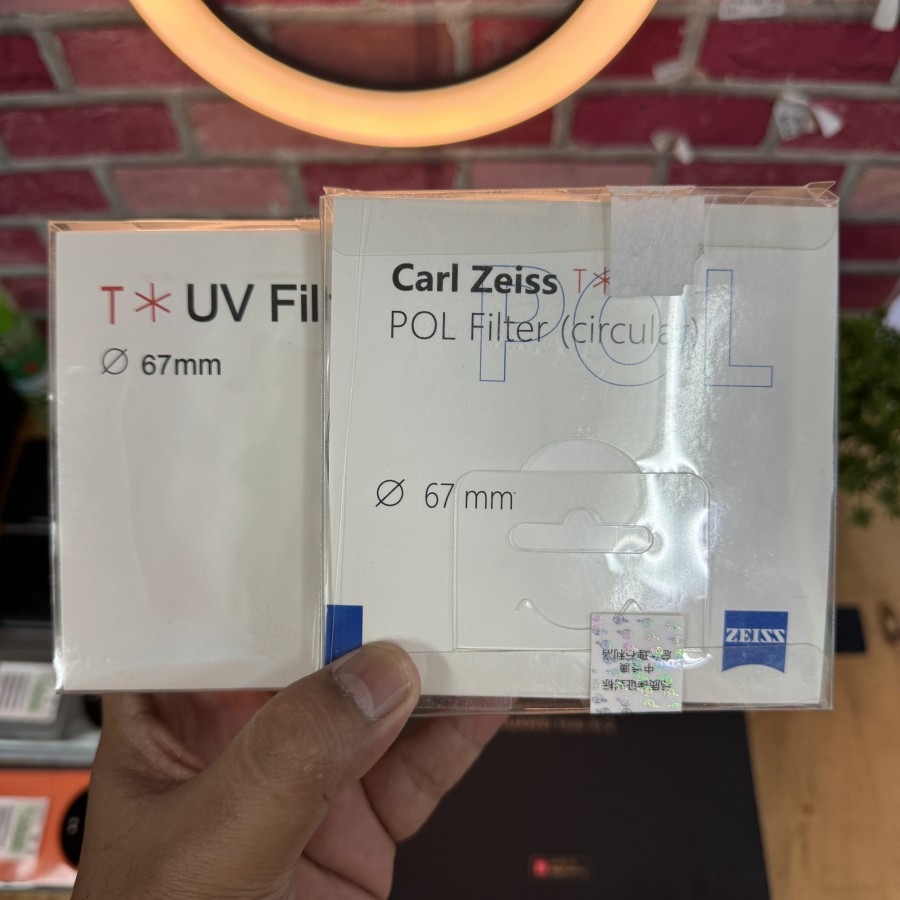 T* UV Fil
Ø 67mm
Carl Zeiss T*
POL Filter (circular)
POL
Ø 67 mm
ZEISS